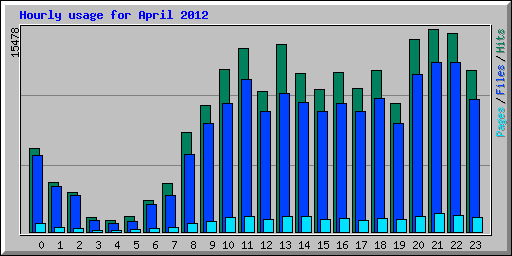 Hourly usage for April 2012
15478
Pages/Files/Hits
0 1 2 3 4 5 6 7 8 9 10 11 12 13 14 15 16 17 18 19 20 21 22 23